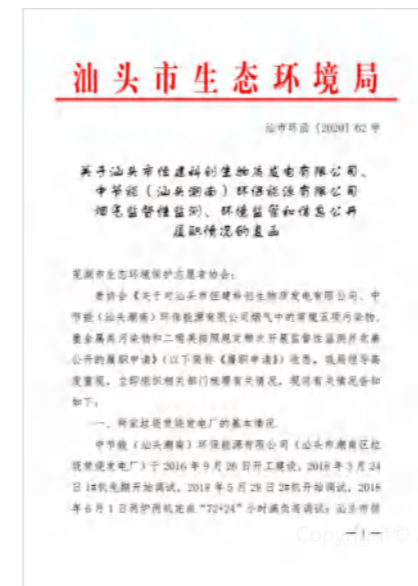 汕头市生态环境局
汕市环函〔2020〕62号
关于汕头市佳建科创生物质发电有限公司、
中节能（汕头潮南）环保能源有限公司
烟气监督性监测、环境监管和信息公开
履职情况的复函
芜湖市生态环境保护志愿者协会：
贵协会《关于对汕头市佳建科创生物质发电有限公司、中
节能（汕头潮南）环保能源有限公司烟气中的常规五项污染物、
重金属类污染物和二噁英按照规定频次开展监督性监测并北斋
公开的履职申请》（以下简称《履职申请》）收悉。我局领导高
度重视，立即组织相关部门梳理有关情况。现将有关情况告知
如下：
一、两家垃圾焚烧发电厂的基本情况
中节能（汕头潮南）环保能源有限公司（汕头市潮南区垃
圾焚烧发电厂）于2016年9月26日开工建设，2018年3月24
日1#机先期开始调试，2018年5月28日2#机开始调试，2018
年6月1日两炉两机完成“72+24”小时满负荷调试；汕头市佳
—1—
Copyright©